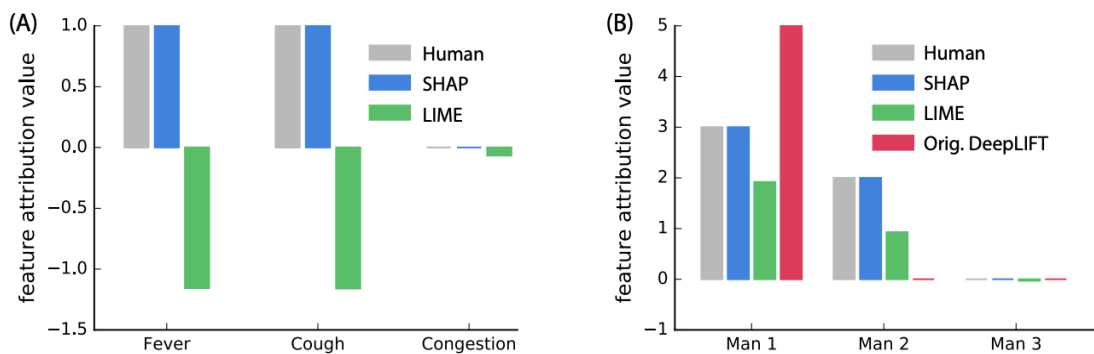 (A)
feature attribution value
1.0
0.5
0.0
−0.5
−1.0
−1.5
Human
SHAP
LIME
Fever
Cough
Congestion
(B)
feature attribution value
5
4
3
2
1
0
−1
Human
SHAP
LIME
Orig. DeepLIFT
Man 1
Man 2
Man 3